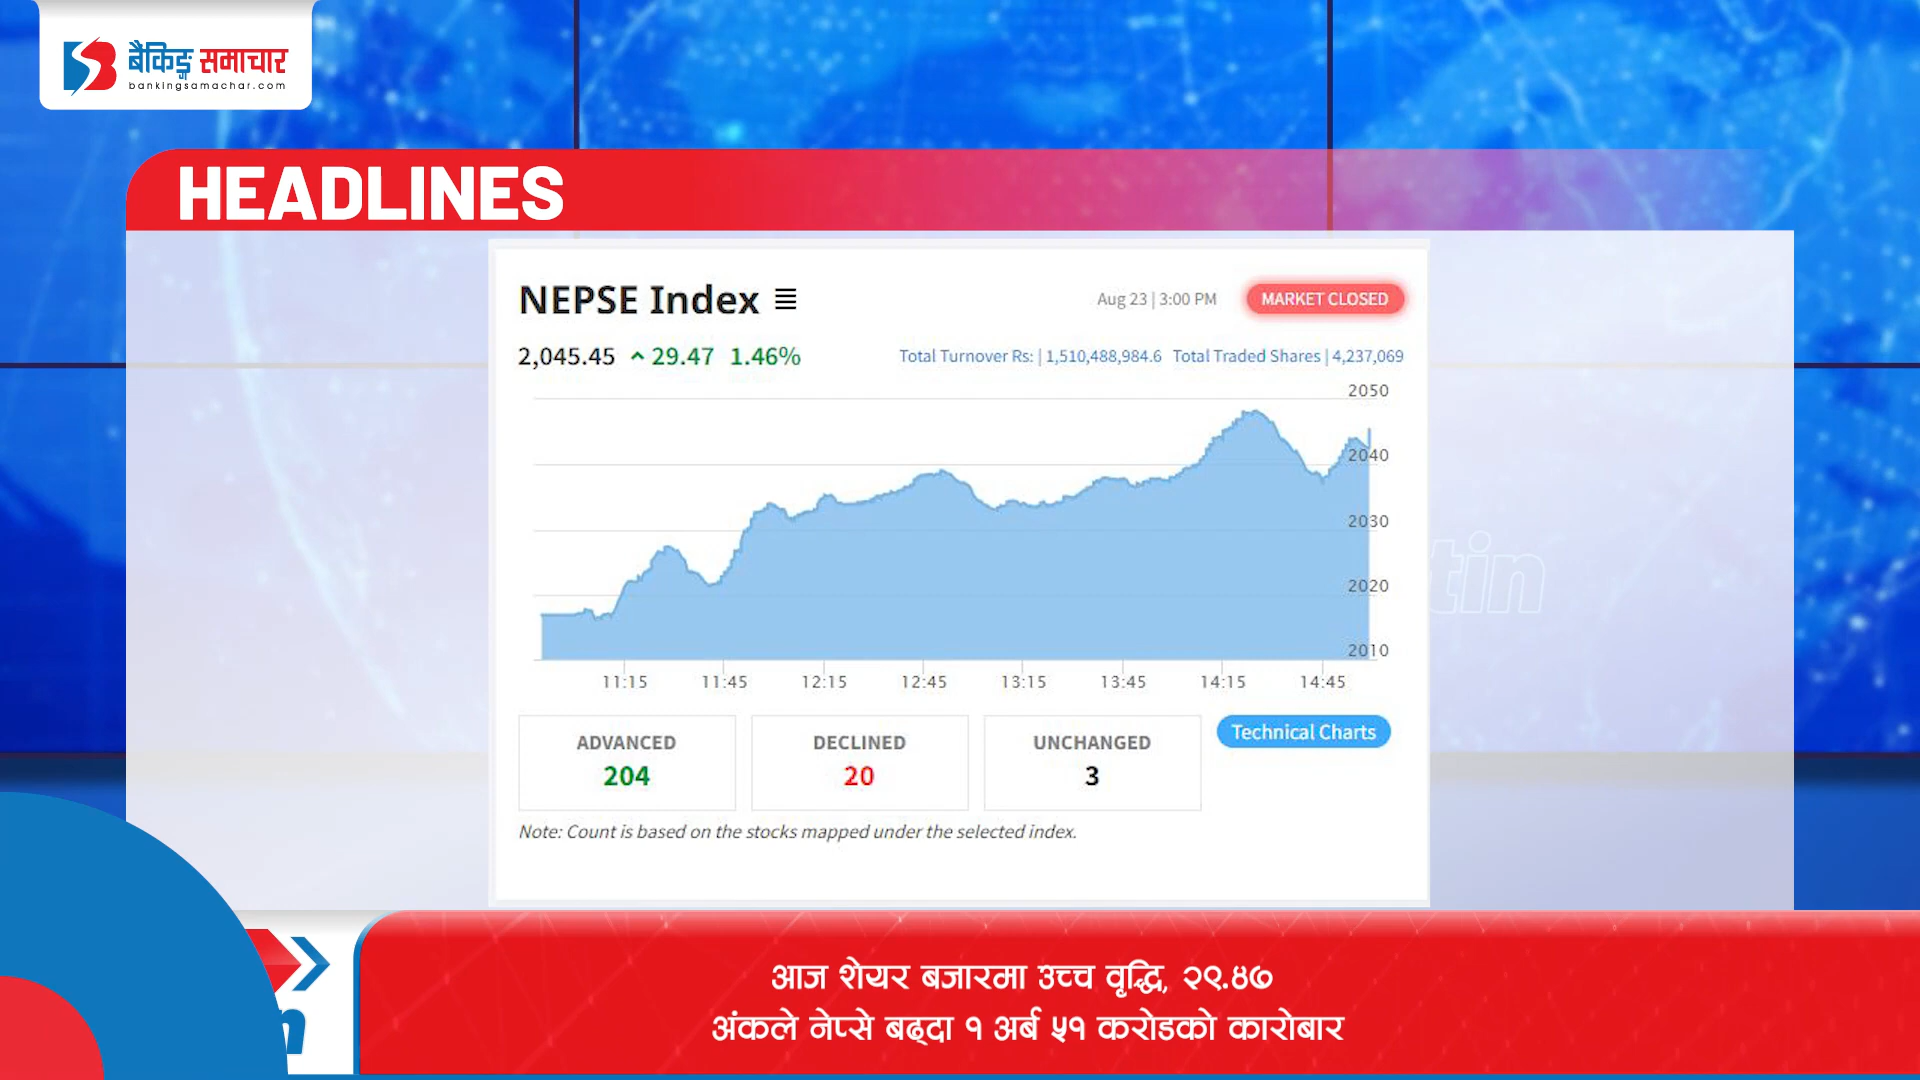 बैंकिङ्ग समाचार
bankingsamachar.com
HEADLINES
NEPSE Index
Aug 23 | 3:00 PM
MARKET CLOSED
2,045.45 29.47 1.46%
Total Turnover Rs: | 1,510,488,984.6 Total Traded Shares | 4,237,069
2050
2040
2030
2020
2010
11:15 11:45 12:15 12:45 13:15 13:45 14:15 14:45
ADVANCED
204
DECLINED
20
UNCHANGED
3
Technical Charts
Note: Count is based on the stocks mapped under the selected index.
tin
n
आज शेयर बजारमा उच्च वृद्धि, २९.४७
अंकले नेप्से बढ्दा १ अर्ब ५१ करोडको कारोबार